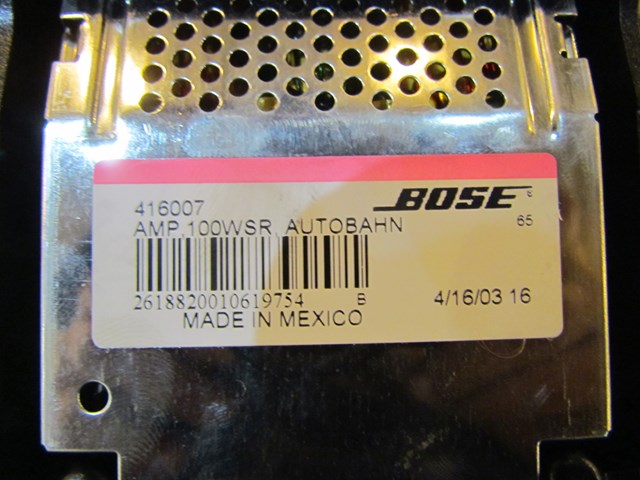 416007
BOSE
AMP,100WSR, AUTOBAHN
65
2618820010619754 B
4/16/03 16
MADE IN MEXICO